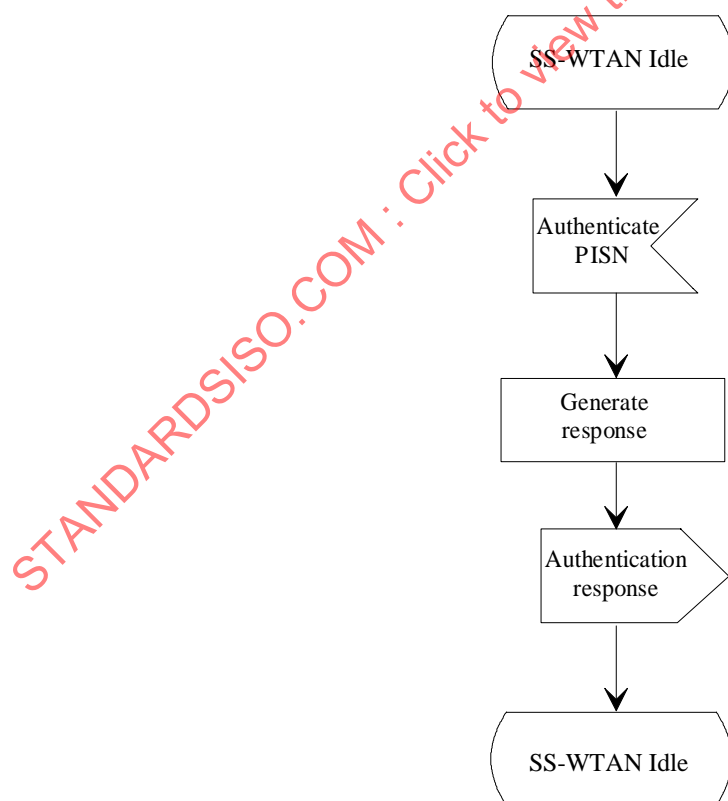 SS-WTAN Idle
Authenticate
PISN
Generate
response
Authentication
response
SS-WTAN Idle
STANDARDSISO.COM : Click to view